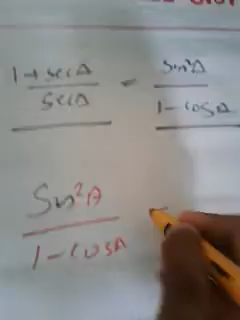 1+secA / secA = sin²A / 1-cosA
Sin²A / 1-cosA